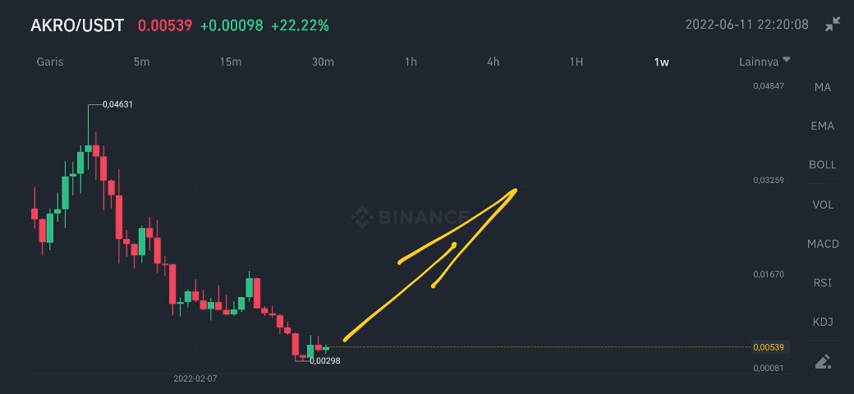 AKRO/USDT 0.00539 +0.00098 +22.22% 2022-06-11 22:20:08
Garis 5m 15m 30m 1h 4h 1H 1w Lainnya
0,04847
MA
0,04631
EMA
BOLL
0,03259
VOL
BINANCE
MACD
0,01670
RSI
KDJ
0,00539
0,00298
0,00081
2022-02-07